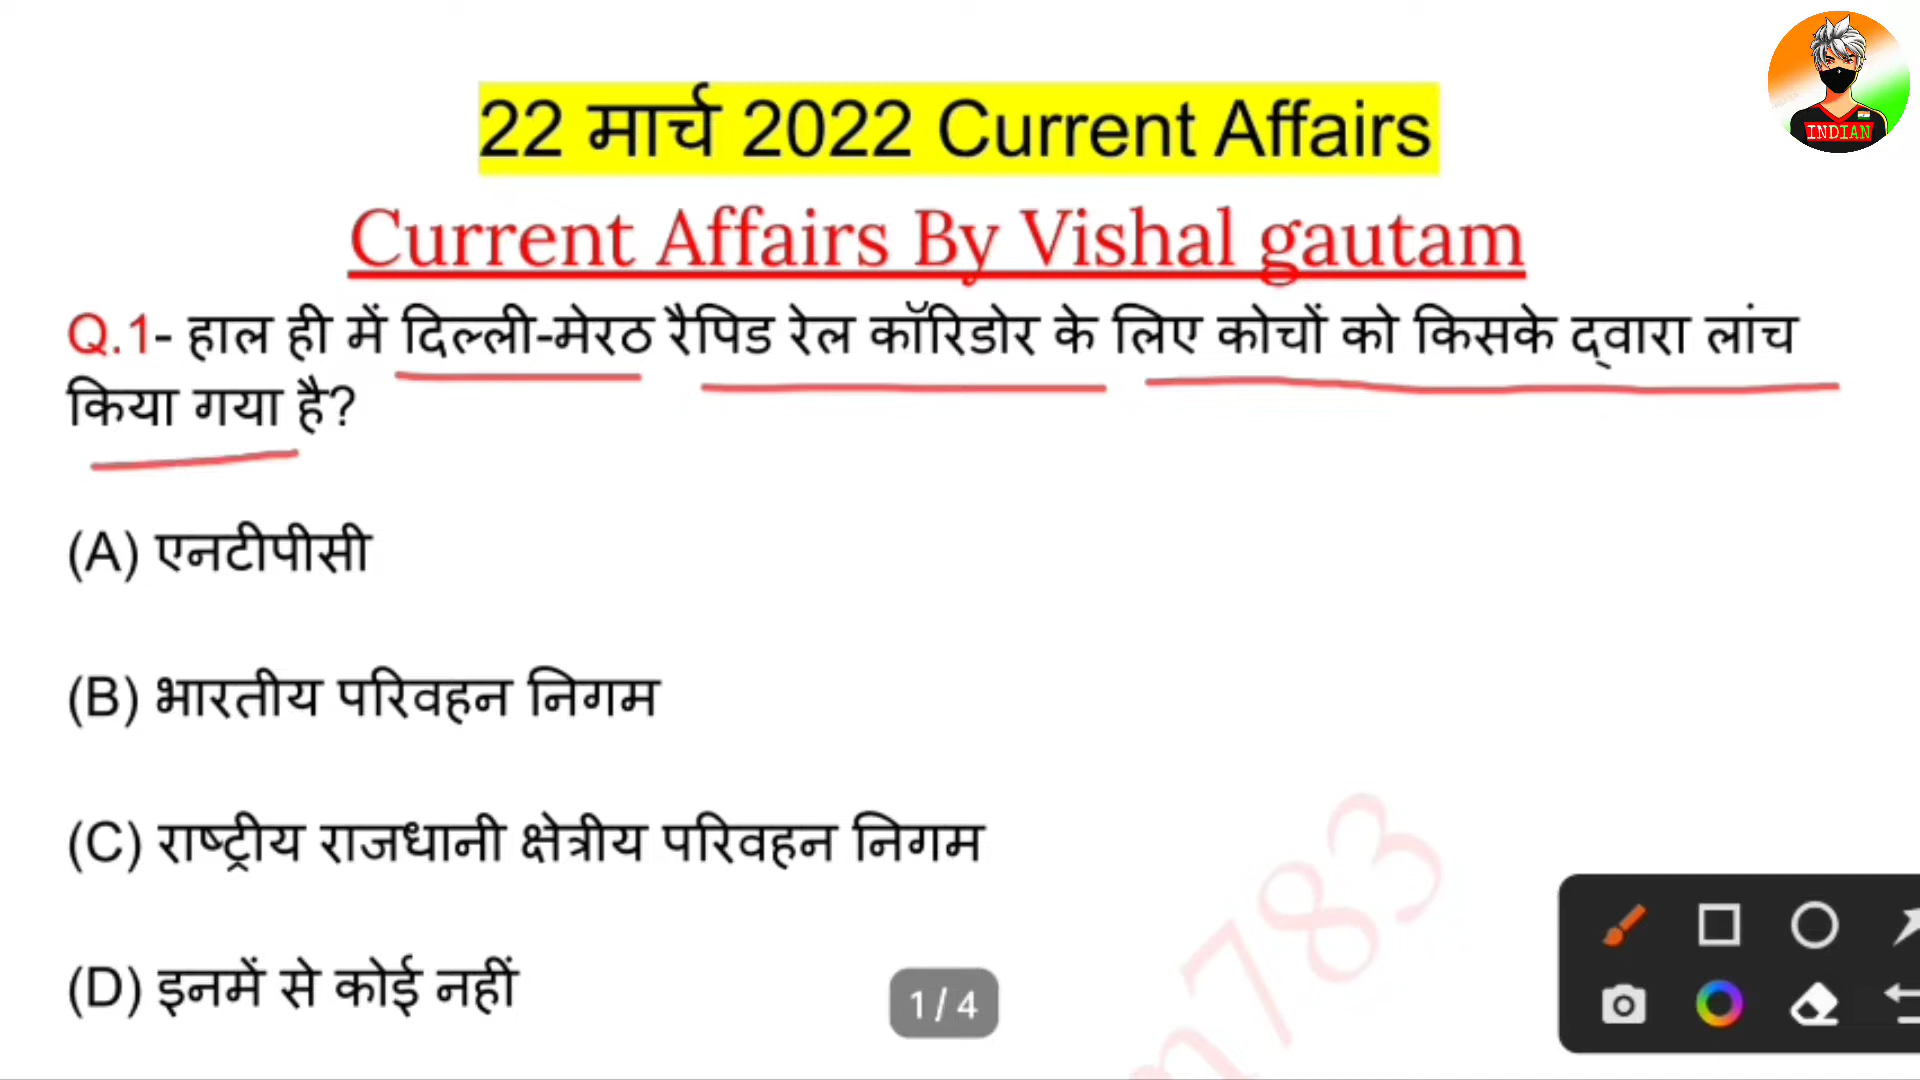 22 मार्च 2022 Current Affairs
INDIAN
Current Affairs By Vishal gautam
Q.1- हाल ही में दिल्ली-मेरठ रैपिड रेल कॉरिडोर के लिए कोचों को किसके द्वारा लांच
किया गया है?
(A) एनटीपीसी
(B) भारतीय परिवहन निगम
(C) राष्ट्रीय राजधानी क्षेत्रीय परिवहन निगम
(D) इनमें से कोई नहीं
1 / 4
m783